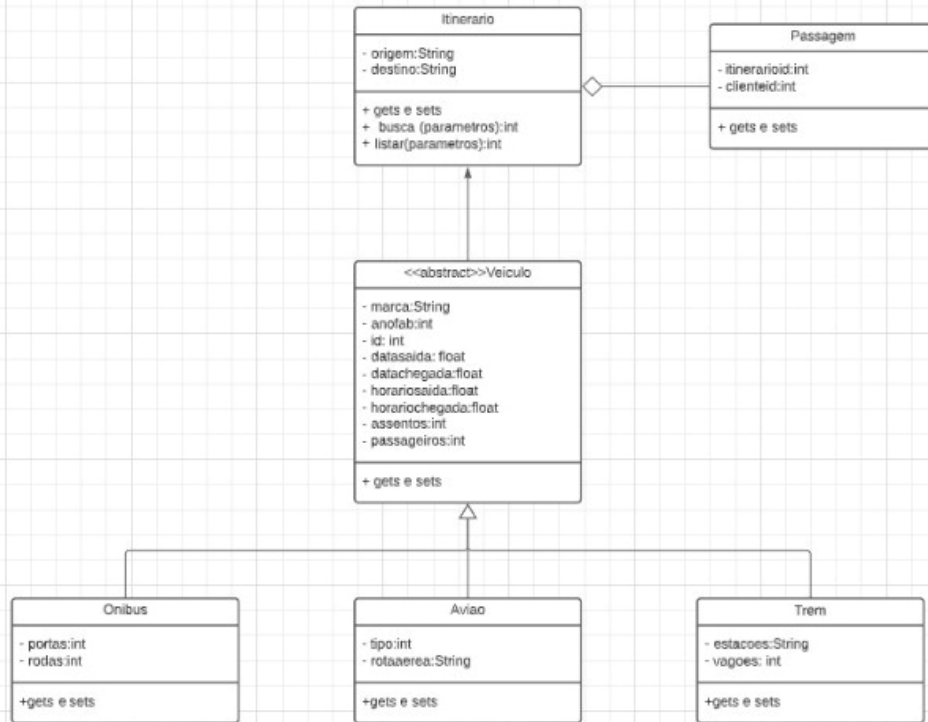 Itinerario
- origem:String
- destino:String
+ gets e sets
+ busca (parametros):int
+ listar(parametros):int
Passagem
- itinerarioid:int
- clienteid:int
+ gets e sets
<<abstract>>Veiculo
- marca:String
- anofab:int
- id: int
- datasaida: float
- datachegada:float
- horariosaida:float
- horariochegada:float
- assentos:int
- passageiros:int
+ gets e sets
Onibus
- portas:int
- rodas:int
+gets e sets
Aviao
- tipo:int
- rotaaerea:String
+gets e sets
Trem
- estacoes:String
- vagoes: int
+gets e sets